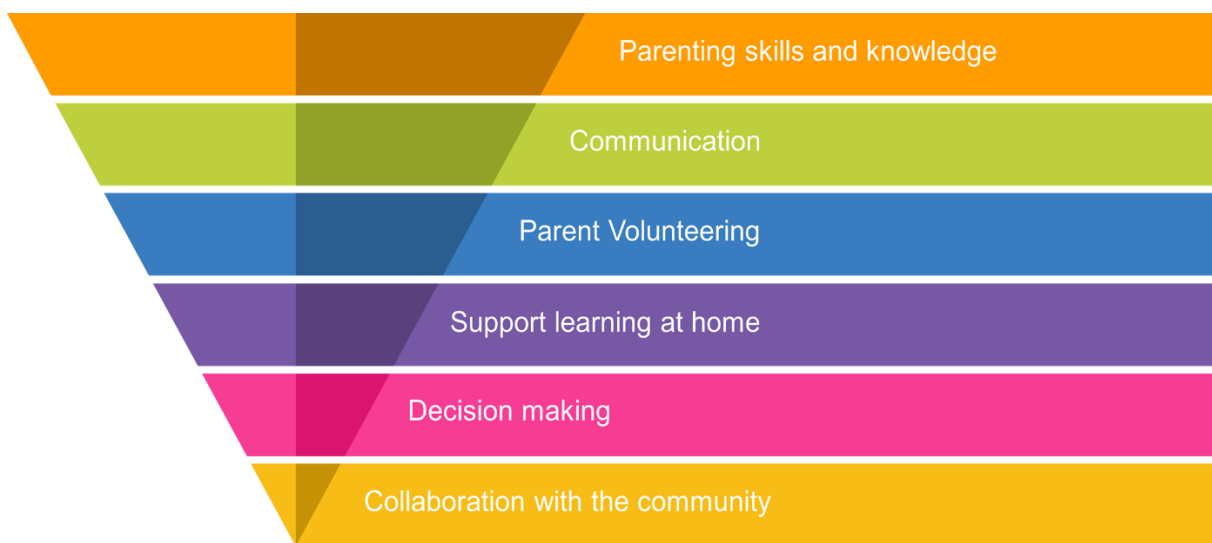 Parenting skills and knowledge
Communication
Parent Volunteering
Support learning at home
Decision making
Collaboration with the community